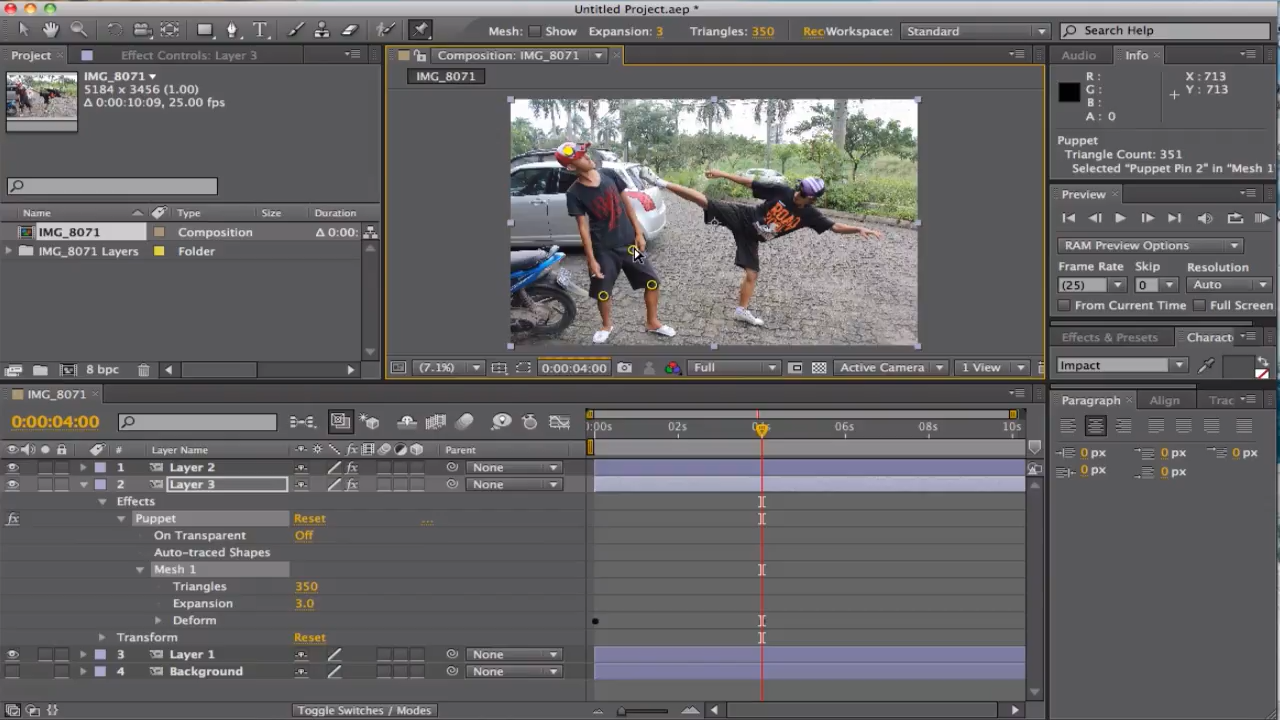 Untitled Project.aep *
Mesh: Show Expansion: 3 Triangles: 350 Rec Workspace: Standard Search Help
Project Effect Controls: Layer 3 Composition: IMG_8071 Audio Info
IMG_8071
5184 x 3456 (1.00)
Δ 0:00:10:09, 25.00 fps
IMG_8071
R :
G :
B :
A : 0
X : 713
Y : 713
Puppet
Triangle Count: 351
Selected "Puppet Pin 2" in "Mesh 1
Preview
Name Type Size Duration
IMG_8071 Composition Δ 0:00:
IMG_8071 Layers Folder
RAM Preview Options
Frame Rate Skip Resolution
(25) 0 Auto
From Current Time Full Screen
Effects & Presets Charact
Impact
8 bpc
(7.1%) 0:00:04:00 Full Active Camera 1 View
IMG_8071
Paragraph Align Trac
0:00:04:00
:00s 02s 04s 06s 08s 10s
# Layer Name Parent
0 px 0 px 0 px
0 px 0 px
1 Layer 2 None
2 Layer 3 None
Effects
fx Puppet Reset ...
On Transparent Off
Auto-traced Shapes
Mesh 1
Triangles 350
Expansion 3.0
Deform
Transform Reset
3 Layer 1 None
4 Background None
Toggle Switches / Modes